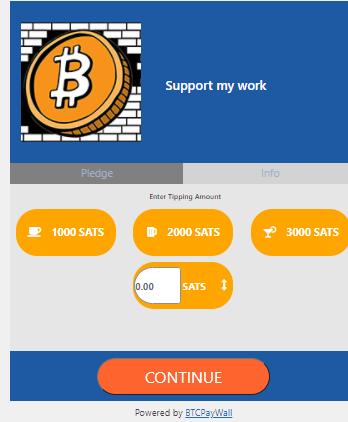 Support my work
Pledge Info
Enter Tipping Amount
1000 SATS 2000 SATS 3000 SATS
0.00 SATS
CONTINUE
Powered by BTCPayWall